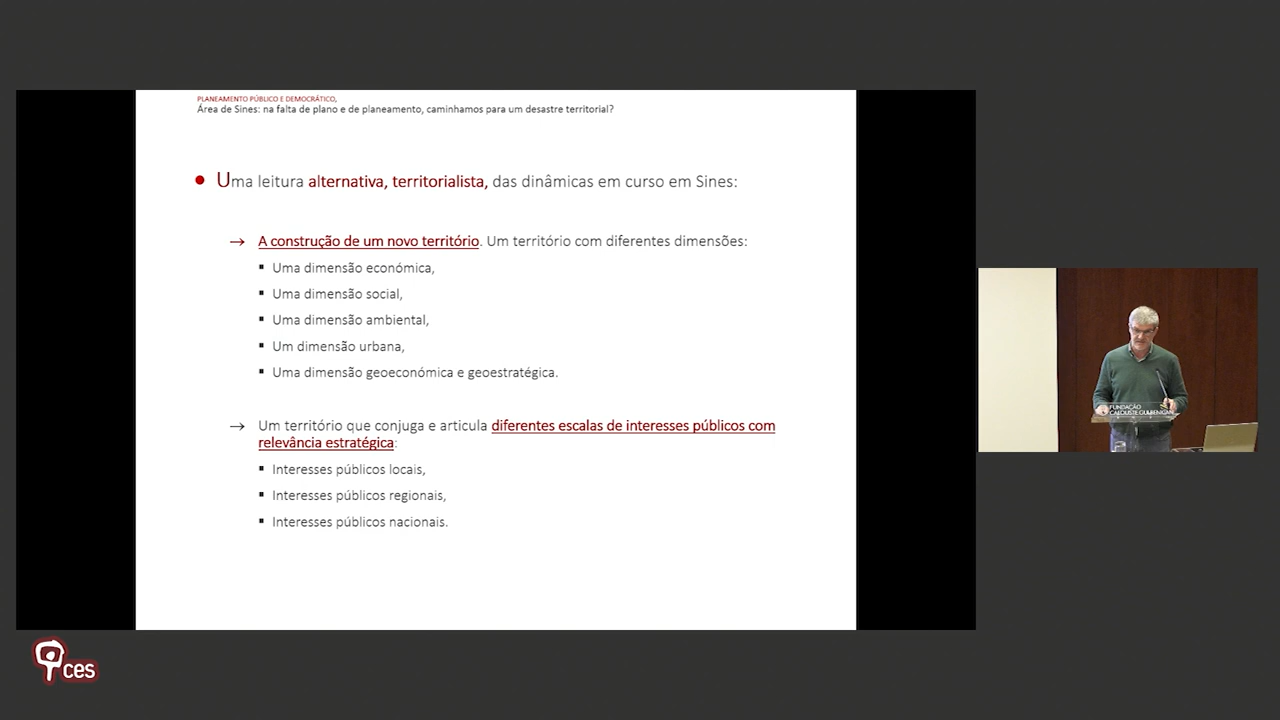 PLANEAMENTO PÚBLICO E DEMOCRÁTICO,
Área de Sines: na falta de plano e de planeamento, caminhamos para um desastre territorial?
Uma leitura alternativa, territorialista, das dinâmicas em curso em Sines:
→ A construção de um novo território. Um território com diferentes dimensões:
Uma dimensão económica,
Uma dimensão social,
Uma dimensão ambiental,
Um dimensão urbana,
Uma dimensão geoeconómica e geoestratégica.
→ Um território que conjuga e articula diferentes escalas de interesses públicos com
relevância estratégica:
Interesses públicos locais,
Interesses públicos regionais,
Interesses públicos nacionais.
FUNDAÇÃO
CALOUSTE GULBENKIAN
ces